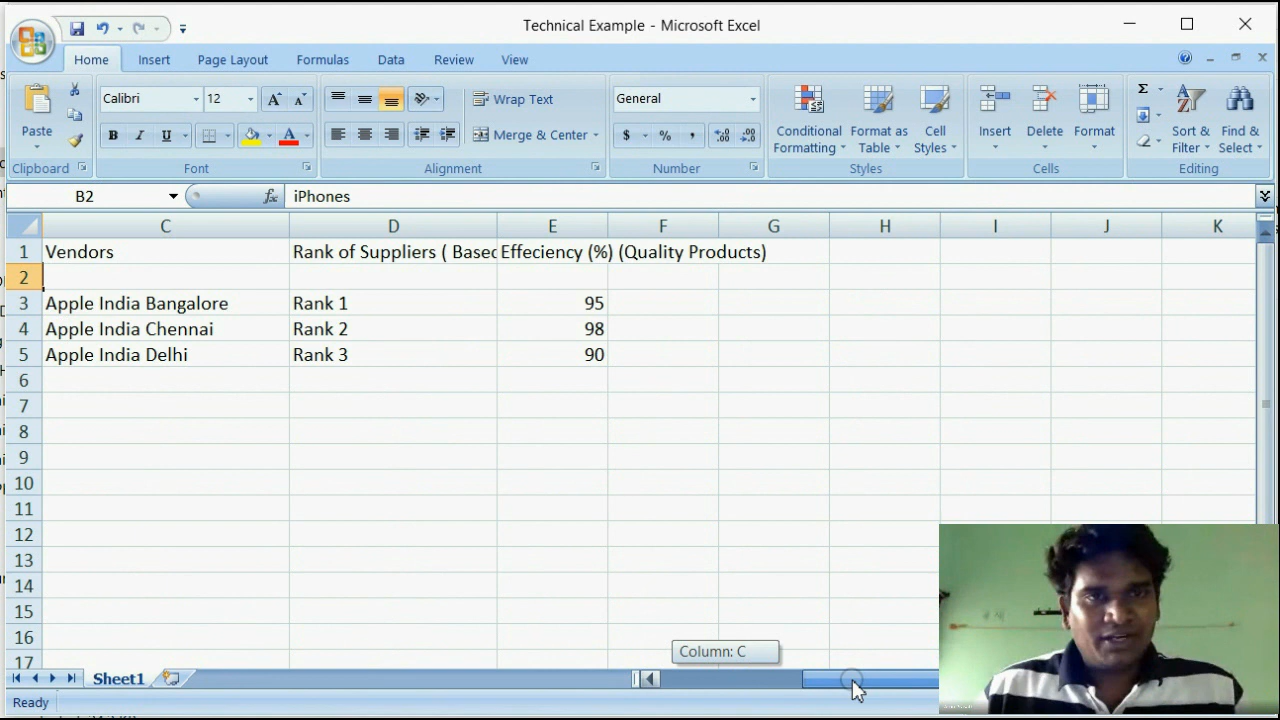 Technical Example - Microsoft Excel
Home Insert Page Layout Formulas Data Review View
Calibri 12 Wrap Text General
Paste B I U Merge & Center $ % , Conditional Formatting Format as Table Cell Styles Insert Delete Format Σ Sort & Filter Find & Select
Clipboard Font Alignment Number Styles Cells Editing
B2 fx iPhones
C D E F G H I J K
1 Vendors Rank of Suppliers ( Based Effeciency (%) (Quality Products)
2
3 Apple India Bangalore Rank 1 95
4 Apple India Chennai Rank 2 98
5 Apple India Delhi Rank 3 90
6
7
8
9
10
11
12
13
14
15
16
17
Column: C
Sheet1
Ready